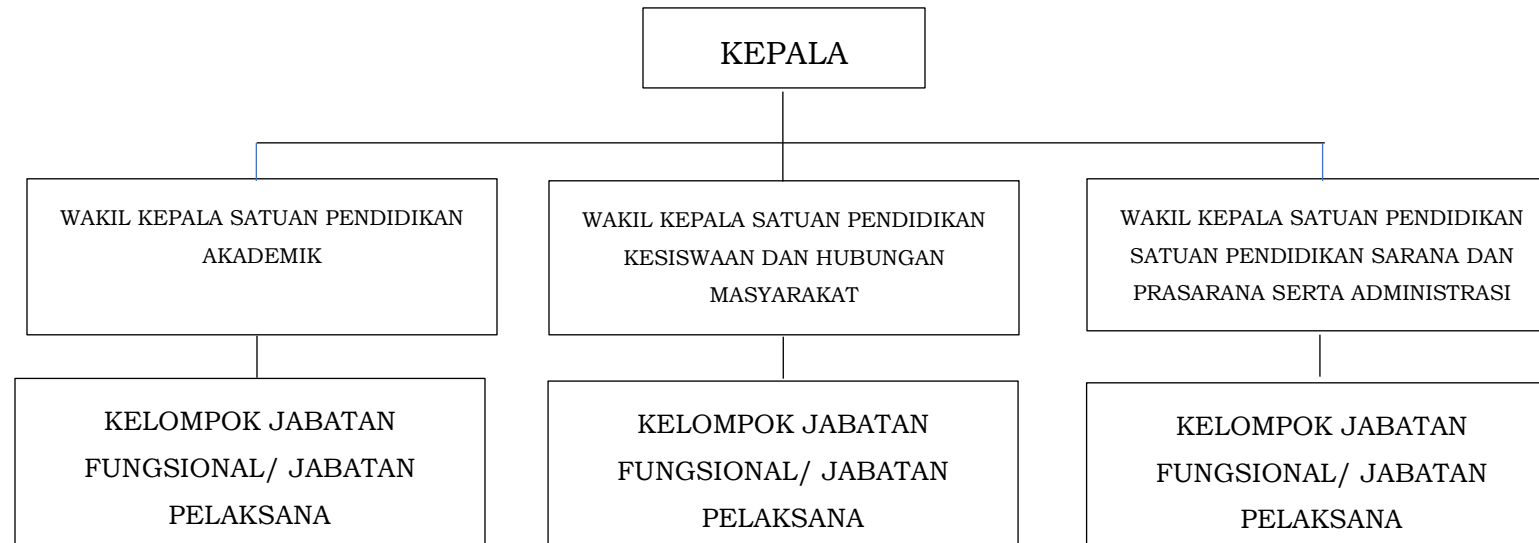 KEPALA
WAKIL KEPALA SATUAN PENDIDIKAN
AKADEMIK
WAKIL KEPALA SATUAN PENDIDIKAN
KESISWAAN DAN HUBUNGAN
MASYARAKAT
WAKIL KEPALA SATUAN PENDIDIKAN
SATUAN PENDIDIKAN SARANA DAN
PRASARANA SERTA ADMINISTRASI
KELOMPOK JABATAN
FUNGSIONAL/ JABATAN
PELAKSANA
KELOMPOK JABATAN
FUNGSIONAL/ JABATAN
PELAKSANA
KELOMPOK JABATAN
FUNGSIONAL/ JABATAN
PELAKSANA